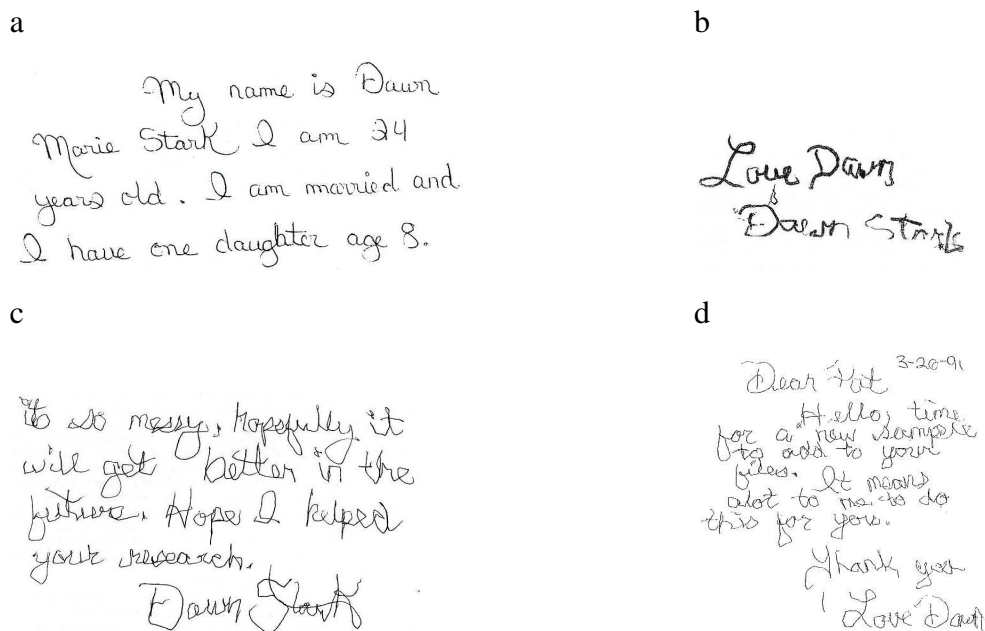 a
My name is Dawn
Marie Stark I am 24
years old. I am married and
I have one daughter age 8.
b
Love Dawn
Dawn Stark
c
so messy, hopefully it
will get better in the
future. Hope I helped
your research.
Dawn Stark
d
3-20-91
Dear Kat
Hello, time
for a new sample
to add to your
files. It means
alot to me to do
this for you.
Thank you
Love Dawn